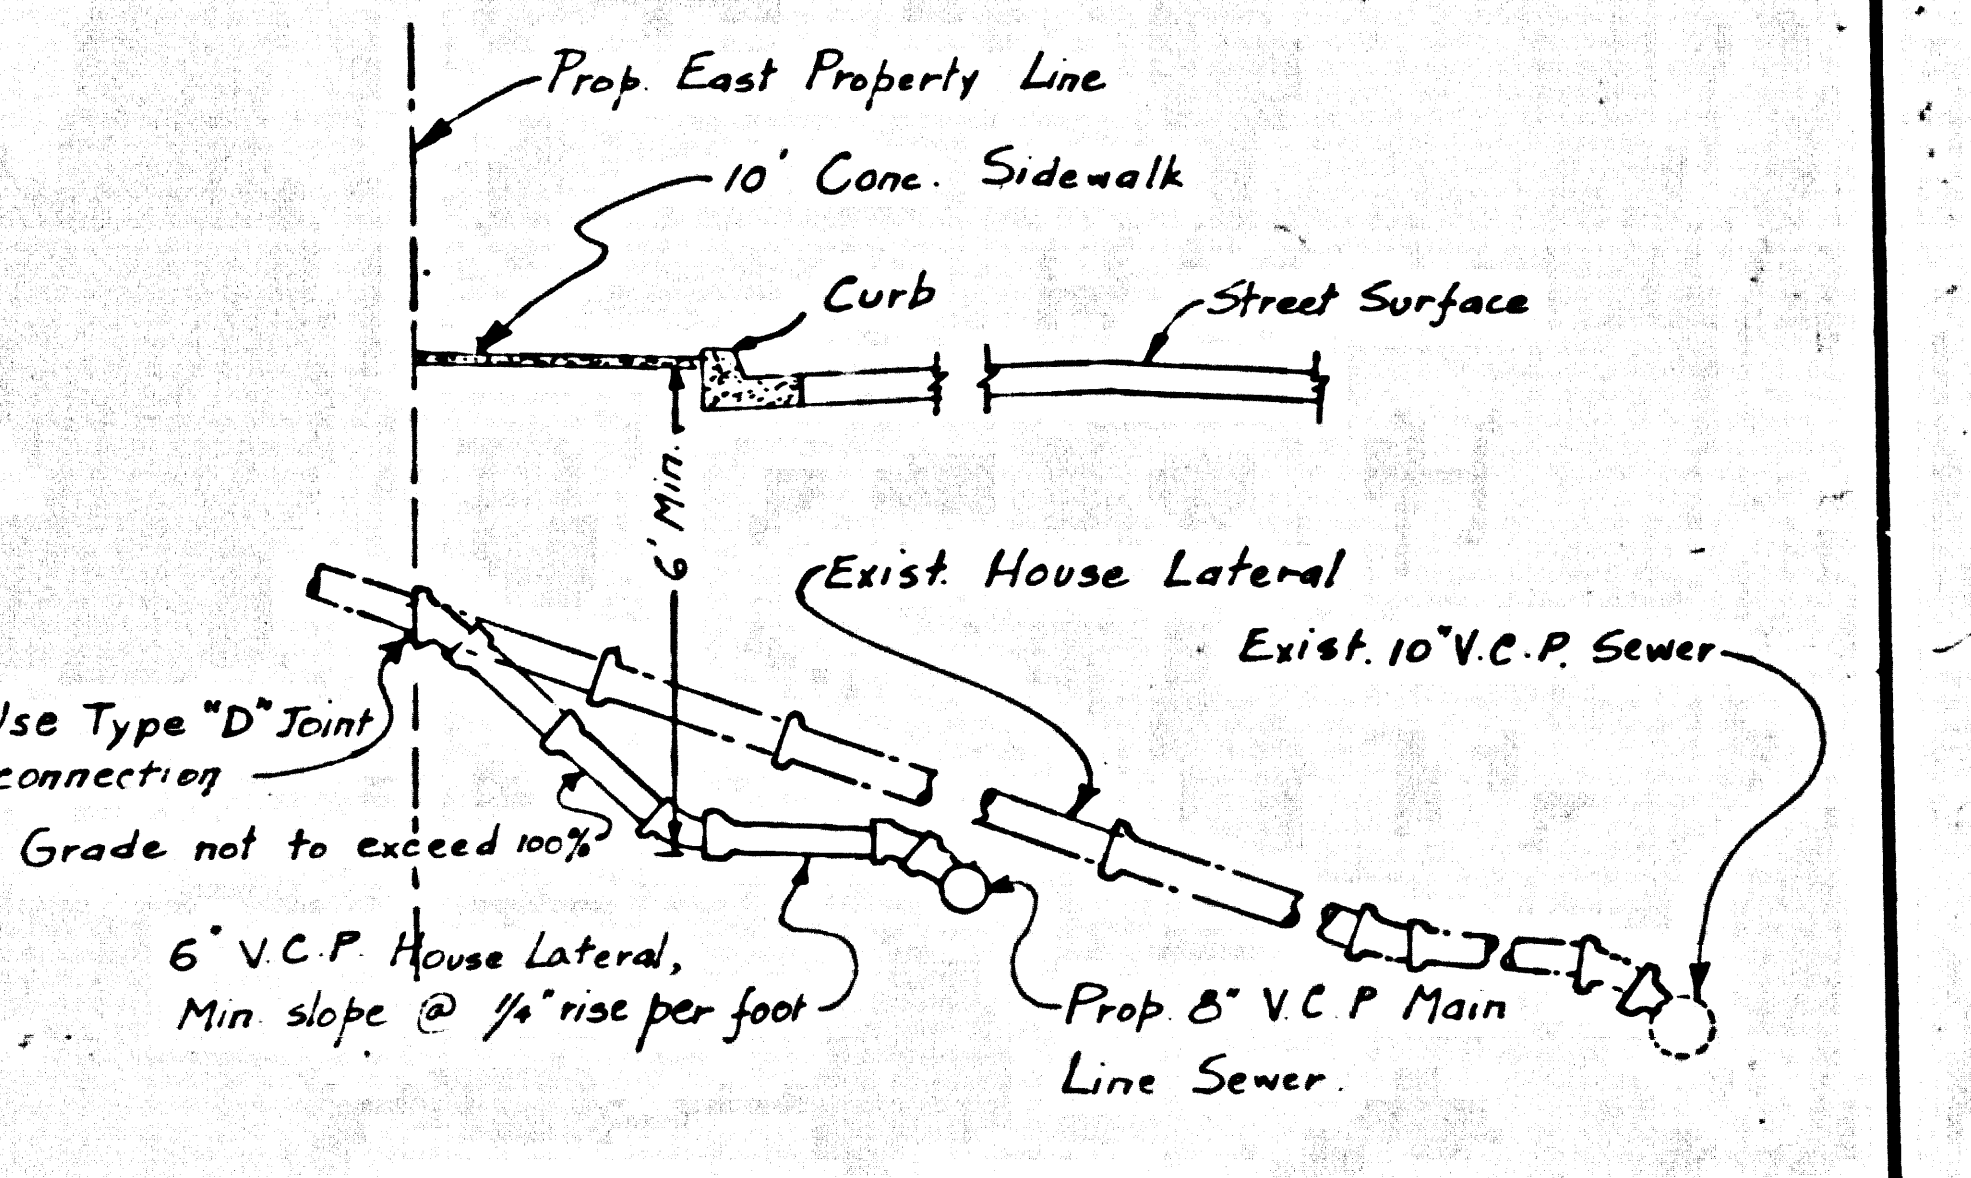 Prop. East Property Line
10' Conc. Sidewalk
Curb
Street Surface
6' Min.
Exist. House Lateral
Exist. 10" V.C.P. Sewer
Use Type "D" Joint
connection
Grade not to exceed 100%
6" V.C.P. House Lateral,
Min. slope @ 1/4" rise per foot
Prop. 8" V.C.P Main
Line Sewer.